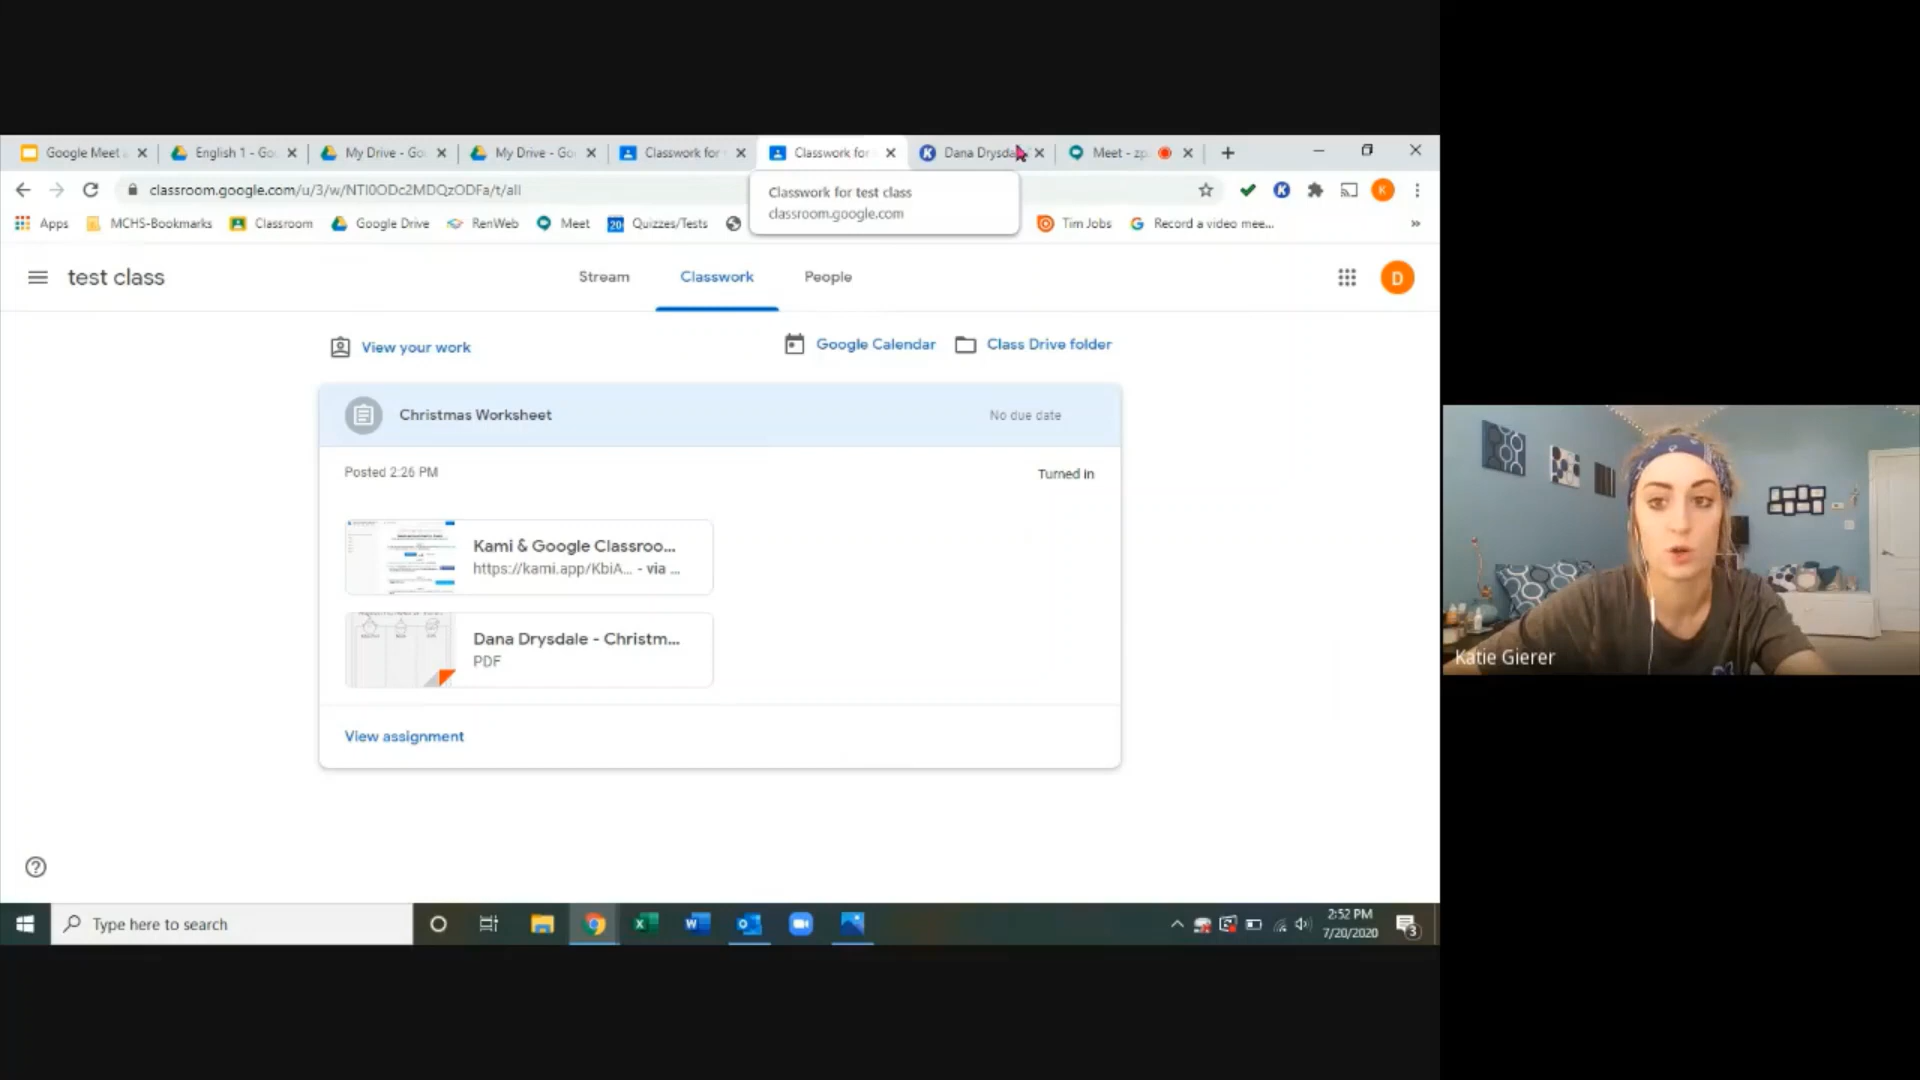 Google Meet
English 1 - Go
My Drive - Go
My Drive - Go
Classwork for
Classwork for
Dana Drysda
Meet - zp
classroom.google.com/u/3/w/NTI0ODc2MDQzODFa/t/all
Classwork for test class
classroom.google.com
K
Apps
MCHS-Bookmarks
Classroom
Google Drive
RenWeb
Meet
20
Quizzes/Tests
Tim Jobs
Record a video mee...
»
test class
Stream
Classwork
People
D
View your work
Google Calendar
Class Drive folder
Christmas Worksheet
No due date
Posted 2:26 PM
Turned in
Kami & Google Classroo...
https://kami.app/KbiA... - via ...
Dana Drysdale - Christm...
PDF
View assignment
Katie Gierer
Type here to search
2:52 PM
7/20/2020
3